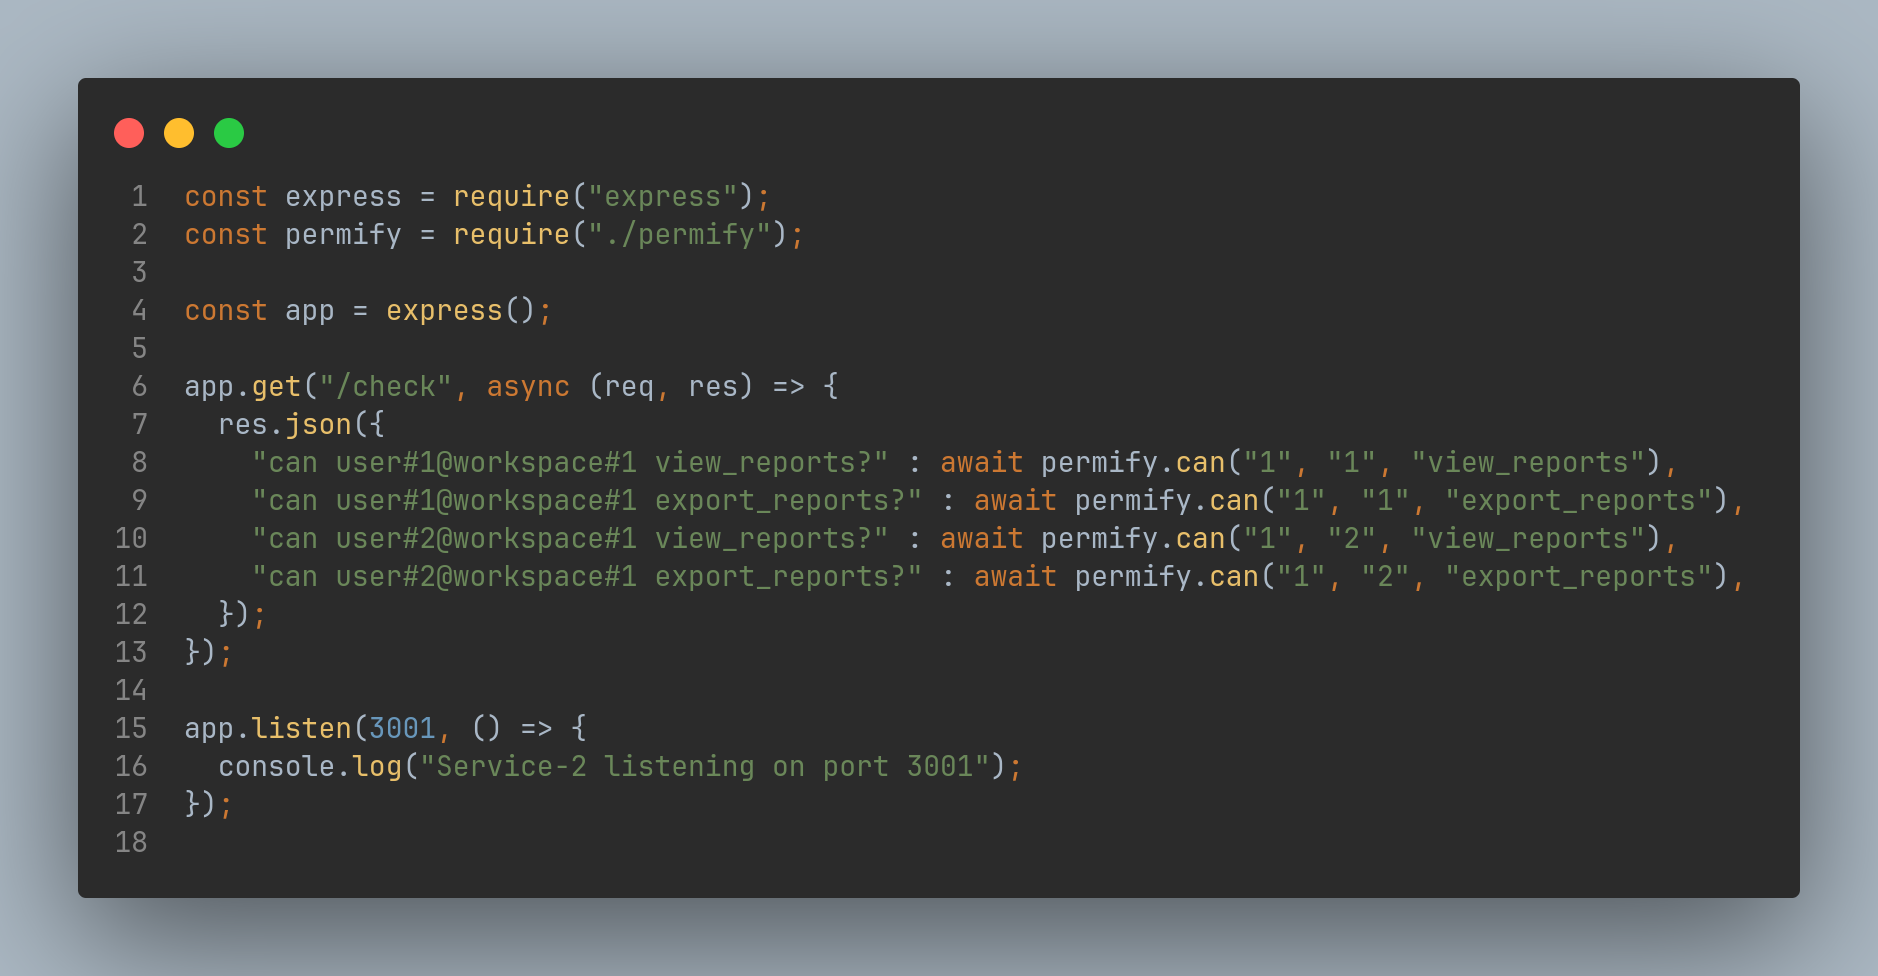 1 const express = require("express");
2 const permify = require("./permify");
3
4 const app = express();
5
6 app.get("/check", async (req, res) => {
7   res.json({
8     "can user#1@workspace#1 view_reports?" : await permify.can("1", "1", "view_reports"),
9     "can user#1@workspace#1 export_reports?" : await permify.can("1", "1", "export_reports"),
10     "can user#2@workspace#1 view_reports?" : await permify.can("1", "2", "view_reports"),
11     "can user#2@workspace#1 export_reports?" : await permify.can("1", "2", "export_reports"),
12   });
13 });
14
15 app.listen(3001, () => {
16   console.log("Service-2 listening on port 3001");
17 });
18